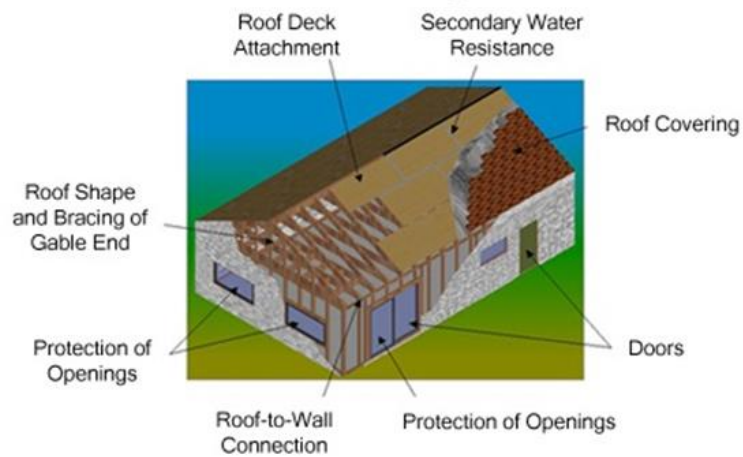 Roof Deck
Attachment
Secondary Water
Resistance
Roof Covering
Roof Shape
and Bracing of
Gable End
Protection of
Openings
Doors
Roof-to-Wall
Connection
Protection of Openings